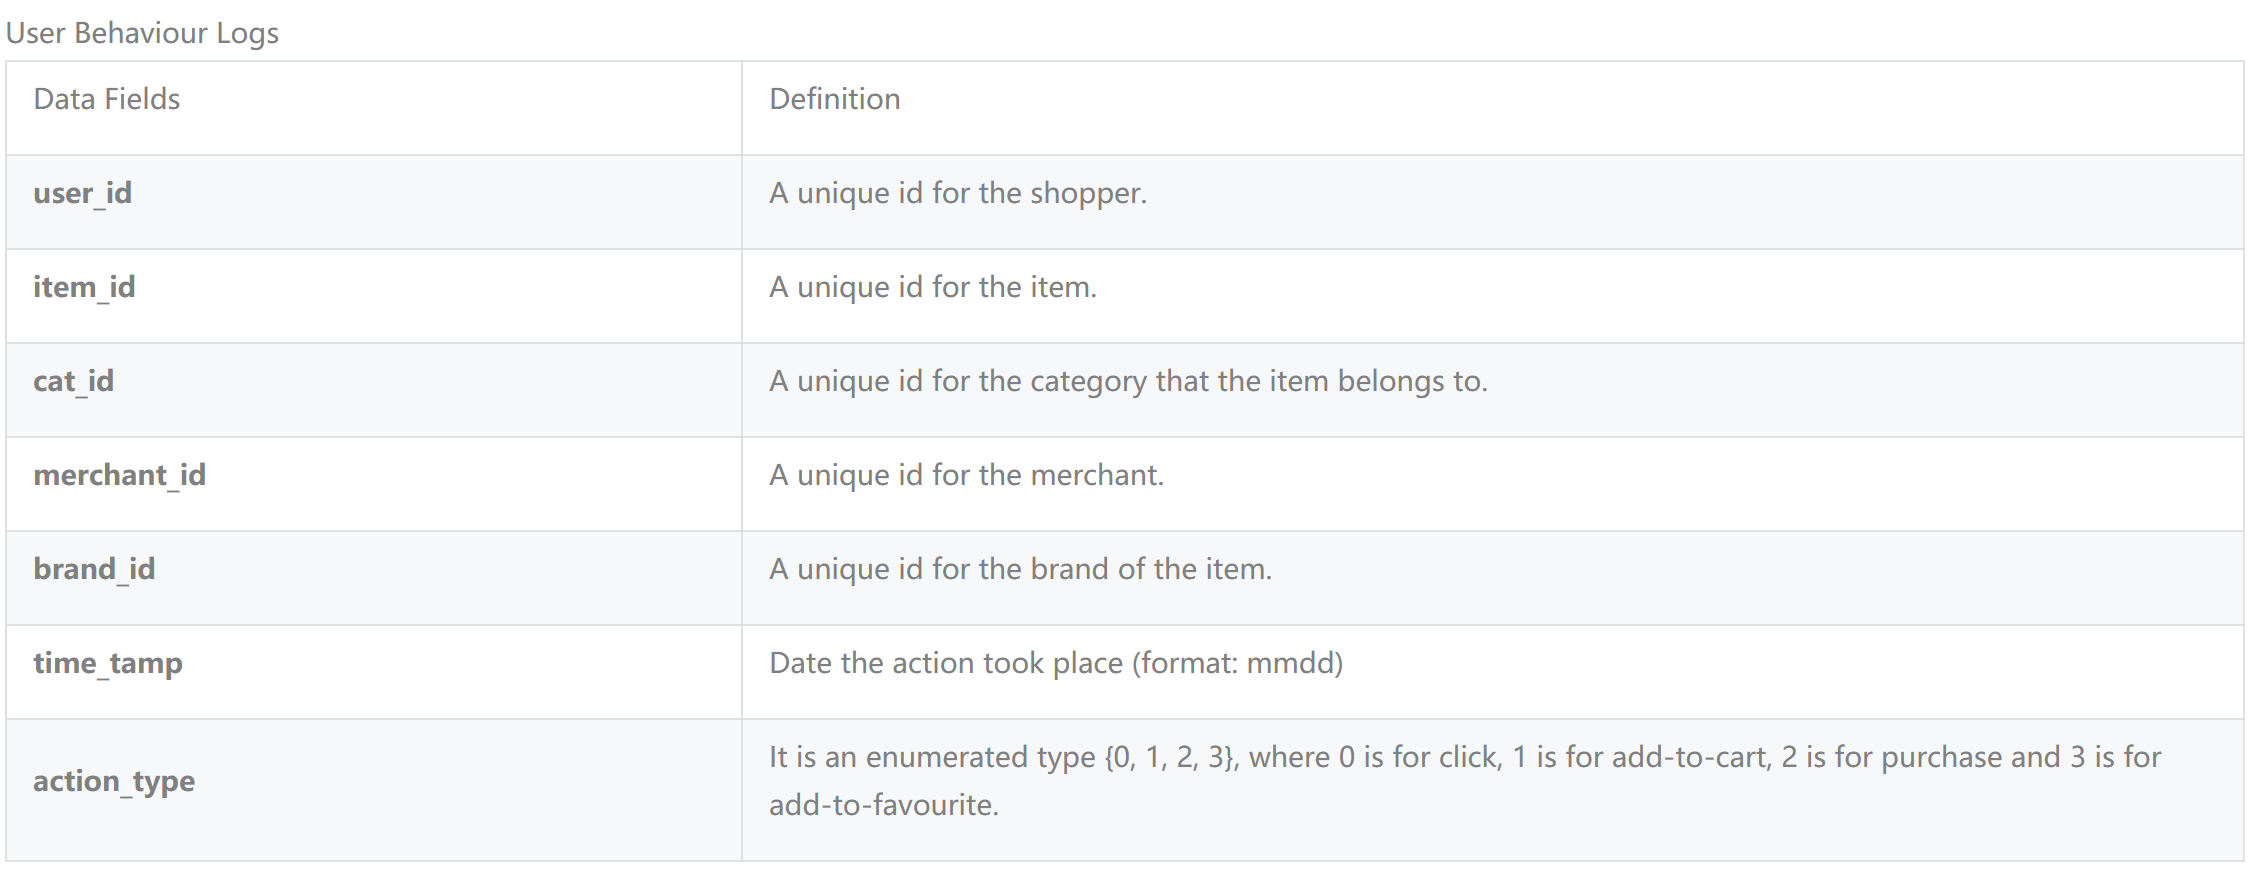 User Behaviour Logs
Data Fields
Definition
user_id
A unique id for the shopper.
item_id
A unique id for the item.
cat_id
A unique id for the category that the item belongs to.
merchant_id
A unique id for the merchant.
brand_id
A unique id for the brand of the item.
time_tamp
Date the action took place (format: mmdd)
action_type
It is an enumerated type {0, 1, 2, 3}, where 0 is for click, 1 is for add-to-cart, 2 is for purchase and 3 is for
add-to-favourite.